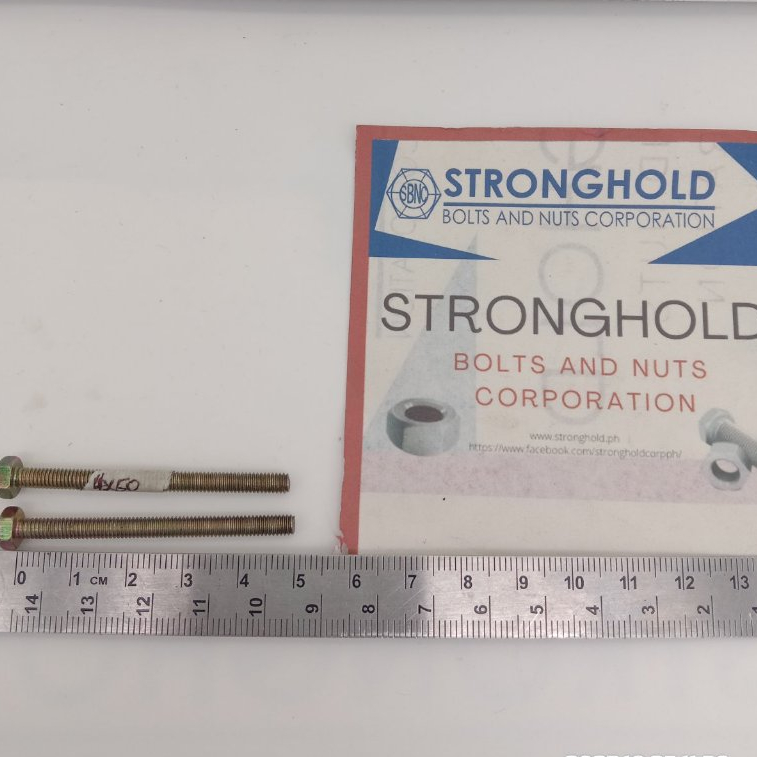 SBNC
STRONGHOLD
BOLTS AND NUTS CORPORATION
STRONGHOLD
BOLTS AND NUTS
CORPORATION
www.stronghold.ph
https://www.facebook.com/strongholdcorpph/
4x50
0 1 CM 2 3 4 5 6 7 8 9 10 11 12 13
14 13 12 11 10 9 8 7 6 5 4 3 2